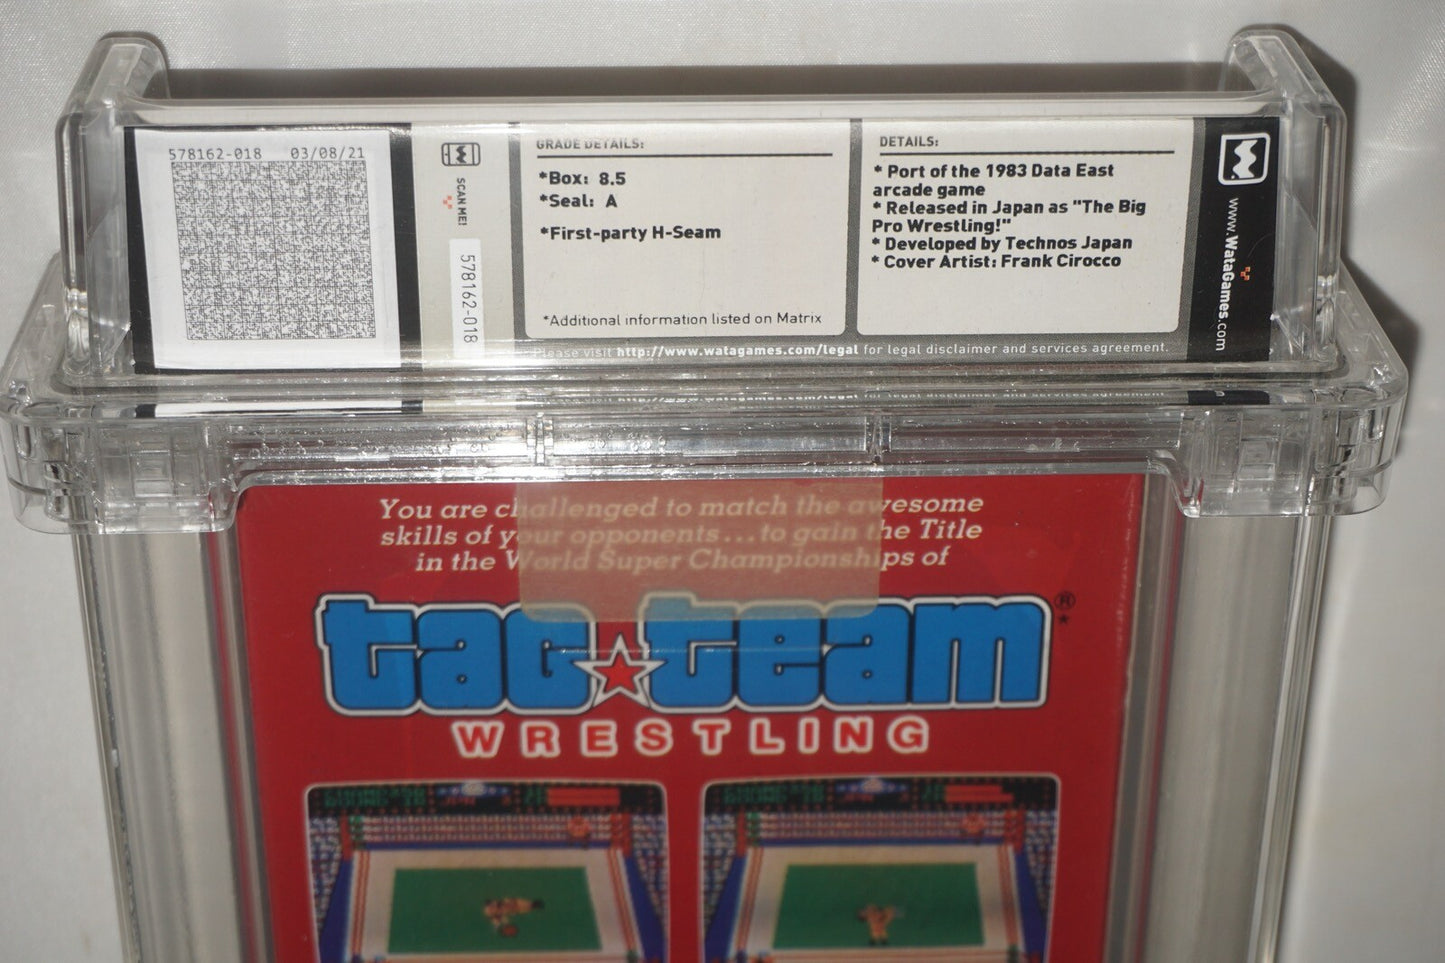 578162-018 03/08/21
SCAN ME!
578162-018
GRADE DETAILS:
*Box: 8.5
*Seal: A
*First-party H-Seam
*Additional information listed on Matrix
DETAILS:
* Port of the 1983 Data East
arcade game
* Released in Japan as "The Big
Pro Wrestling!"
* Developed by Technos Japan
* Cover Artist: Frank Cirocco
www.WataGames.com
Please visit http://www.watagames.com/legal for legal disclaimer and services agreement.
You are challenged to match the awesome
skills of your opponents...to gain the Title
in the World Super Championships of
tag team®
WRESTLING